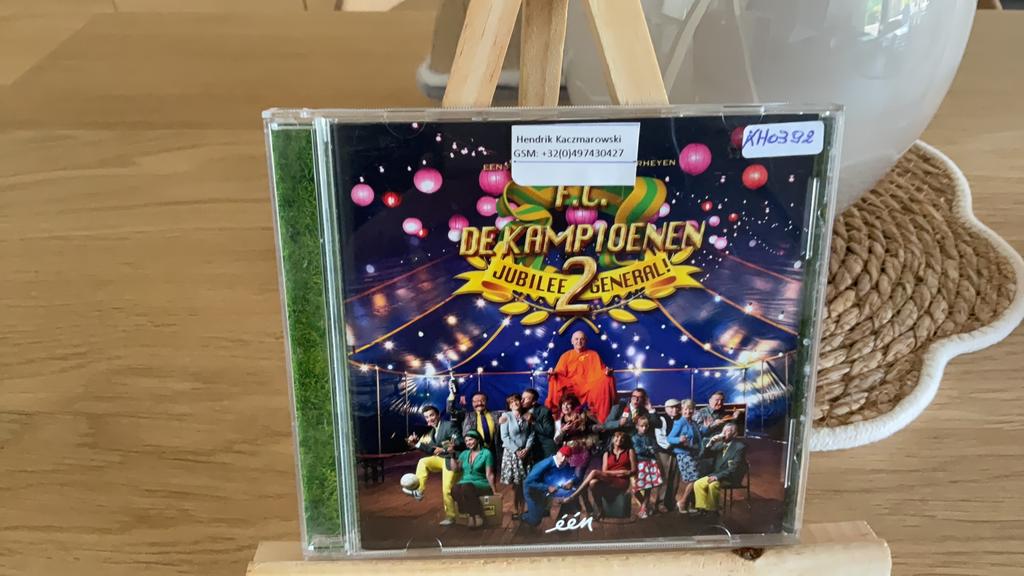 Hendrik Kaczmarowski
GSM: +32(0)497430427
KH0392
F.C.
DE KAMPIOENEN
2
JUBILEE GENERAL!
één